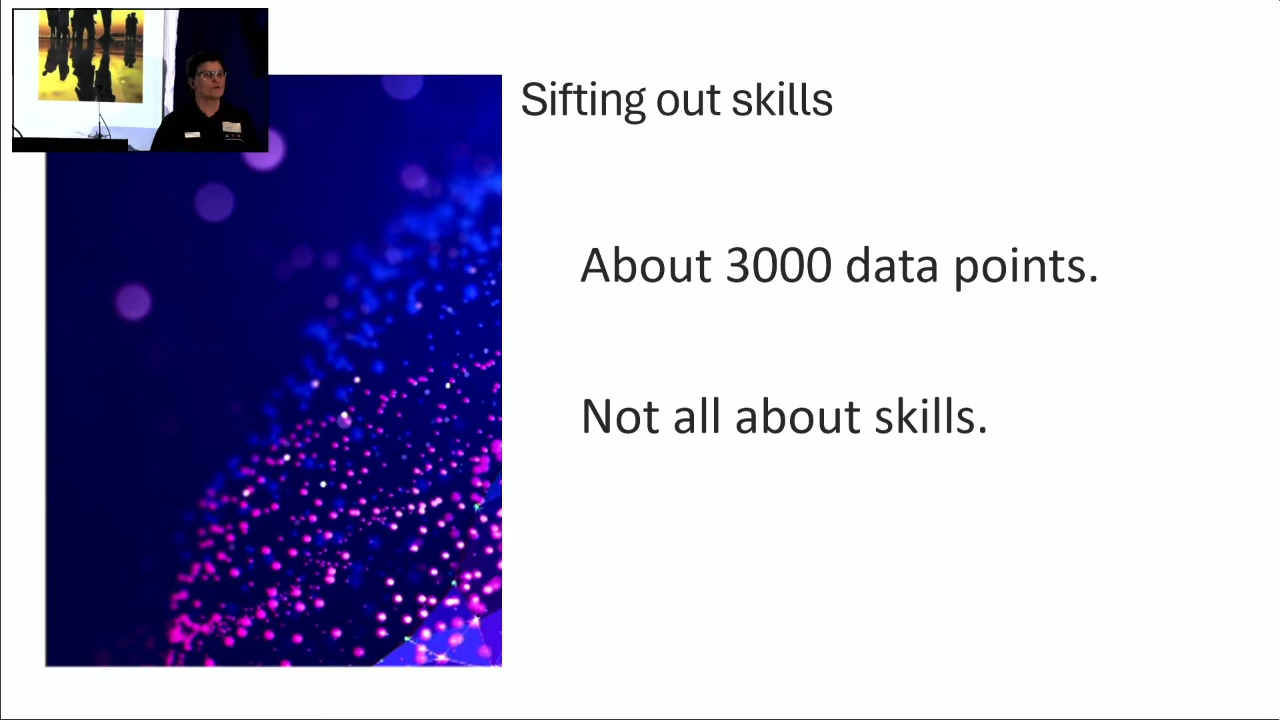 Sifting out skills
About 3000 data points.
Not all about skills.